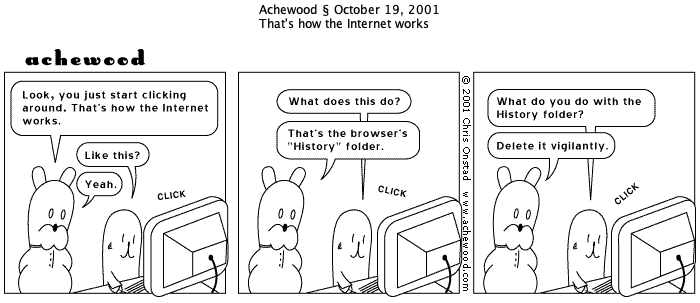 Achewood § October 19, 2001
That's how the Internet works
achewood
Look, you just start clicking
around. That's how the Internet
works.
Like this?
Yeah.
CLICK
What does this do?
That's the browser's
"History" folder.
CLICK
© 2001 Chris Onstad www.achewood.com
What do you do with the
History folder?
Delete it vigilantly.
CLICK